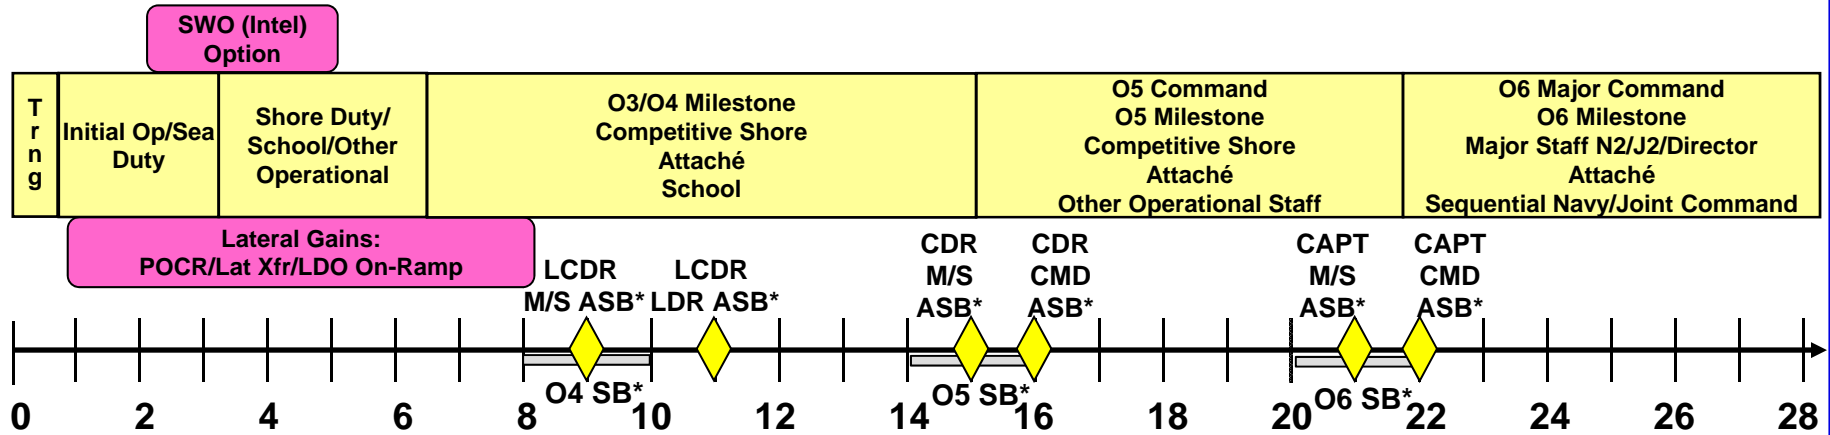 SWO (Intel)
Option
T
r
n
g
Initial Op/Sea
Duty
Shore Duty/
School/Other
Operational
O3/O4 Milestone
Competitive Shore
Attaché
School
O5 Command
O5 Milestone
Competitive Shore
Attaché
Other Operational Staff
O6 Major Command
O6 Milestone
Major Staff N2/J2/Director
Attaché
Sequential Navy/Joint Command
Lateral Gains:
POCR/Lat Xfr/LDO On-Ramp
LCDR
M/S ASB*
LCDR
LDR ASB*
CDR
M/S
ASB*
CDR
CMD
ASB*
CAPT
M/S
ASB*
CAPT
CMD
ASB*
O4 SB*
O5 SB*
O6 SB*
0 2 4 6 8 10 12 14 16 18 20 22 24 26 28